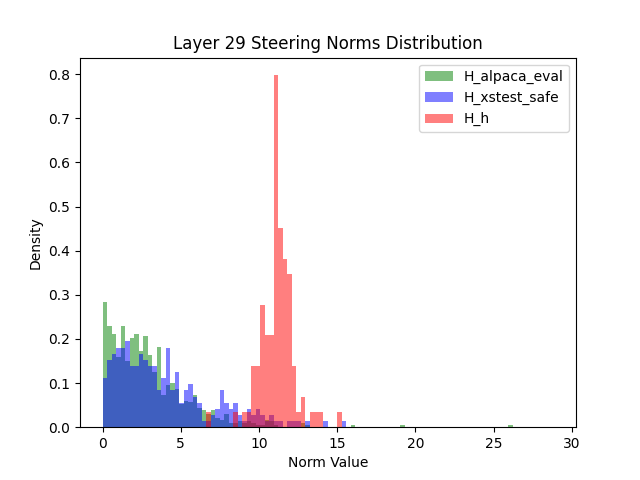 Layer 29 Steering Norms Distribution
H_alpaca_eval
H_xstest_safe
H_h
Density
0.8
0.7
0.6
0.5
0.4
0.3
0.2
0.1
0.0
0 5 10 15 20 25 30
Norm Value